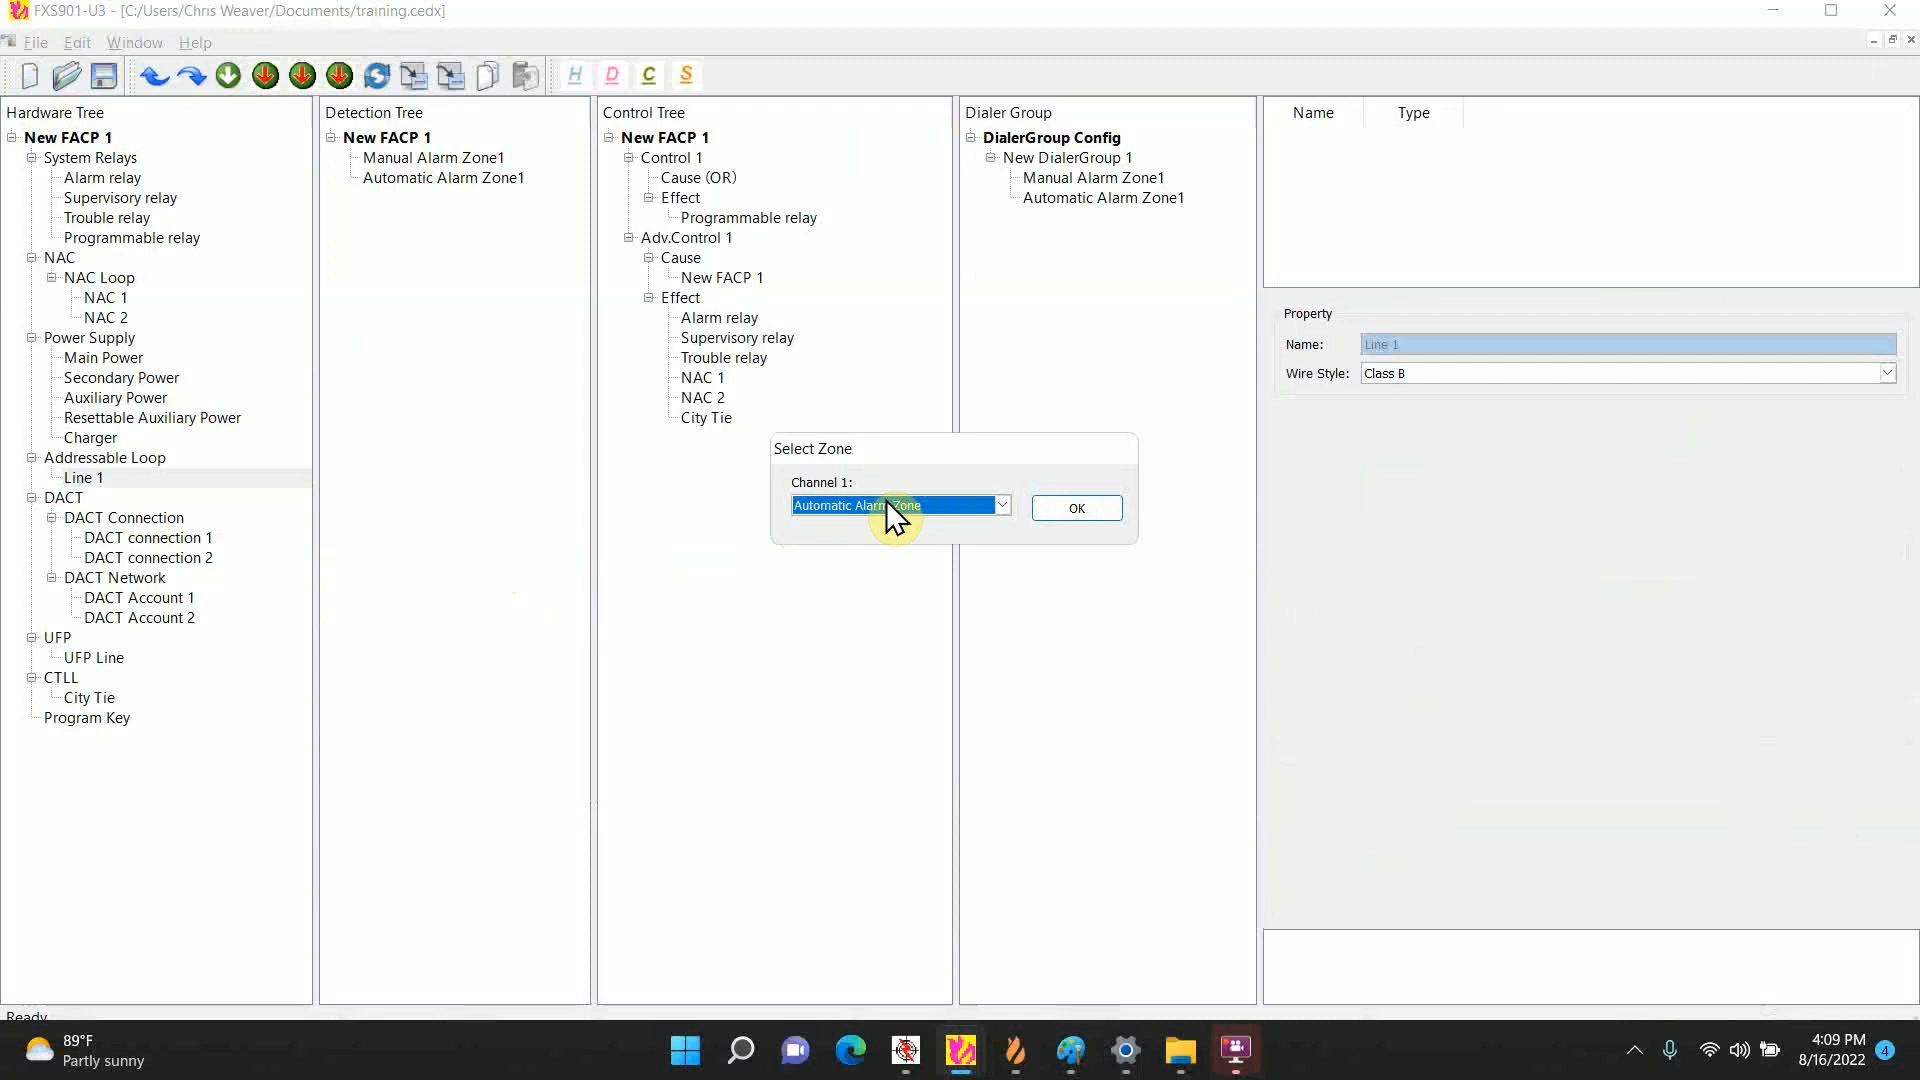 FXS901-U3 - [C:/Users/Chris Weaver/Documents/training.cedx]
File Edit Window Help
H D C S
Hardware Tree
New FACP 1
System Relays
Alarm relay
Supervisory relay
Trouble relay
Programmable relay
NAC
NAC Loop
NAC 1
NAC 2
Power Supply
Main Power
Secondary Power
Auxiliary Power
Resettable Auxiliary Power
Charger
Addressable Loop
Line 1
DACT
DACT Connection
DACT connection 1
DACT connection 2
DACT Network
DACT Account 1
DACT Account 2
UFP
UFP Line
CTLL
City Tie
Program Key
Detection Tree
New FACP 1
Manual Alarm Zone1
Automatic Alarm Zone1
Control Tree
New FACP 1
Control 1
Cause (OR)
Effect
Programmable relay
Adv.Control 1
Cause
New FACP 1
Effect
Alarm relay
Supervisory relay
Trouble relay
NAC 1
NAC 2
City Tie
Dialer Group
DialerGroup Config
New DialerGroup 1
Manual Alarm Zone1
Automatic Alarm Zone1
Name Type
Property
Name: Line 1
Wire Style: Class B
Select Zone
Channel 1:
Automatic Alarm Zone
OK
Ready
89°F
Partly sunny
4:09 PM
8/16/2022
4